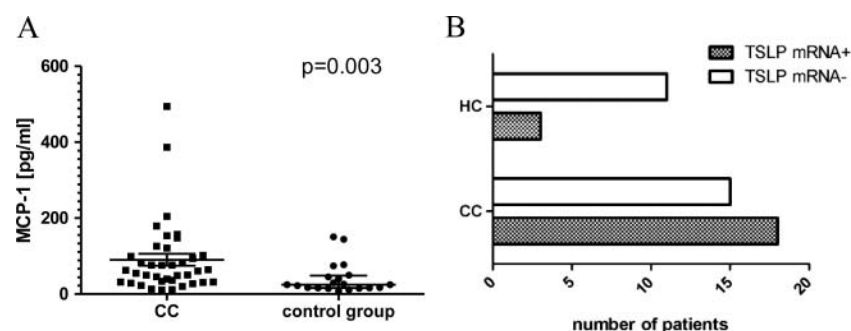 A
MCP-1 [pg/ml]
600
400
200
0
p=0.003
CC
control group
B
TSLP mRNA+
TSLP mRNA-
HC
CC
0
5
10
15
20
number of patients